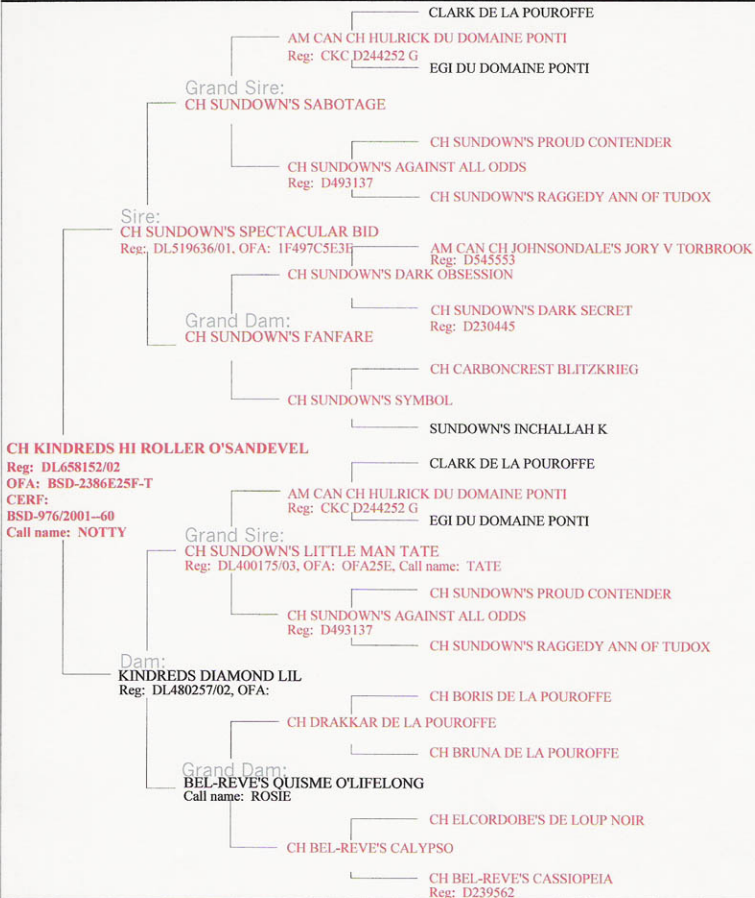 CLARK DE LA POUROFFE
AM CAN CH HULRICK DU DOMAINE PONTI
Reg: CKC D244252 G
EGI DU DOMAINE PONTI
Grand Sire:
CH SUNDOWN'S SABOTAGE
CH SUNDOWN'S PROUD CONTENDER
CH SUNDOWN'S AGAINST ALL ODDS
Reg: D493137
CH SUNDOWN'S RAGGEDY ANN OF TUDOX
Sire:
CH SUNDOWN'S SPECTACULAR BID
Reg: DL519636/01, OFA: 1F497C5E3E
AM CAN CH JOHNSONDALE'S JORY V TORBROOK
Reg: D545553
CH SUNDOWN'S DARK OBSESSION
CH SUNDOWN'S DARK SECRET
Reg: D230445
Grand Dam:
CH SUNDOWN'S FANFARE
CH CARBONCREST BLITZKRIEG
CH SUNDOWN'S SYMBOL
SUNDOWN'S INCHALLAH K
CH KINDREDS HI ROLLER O'SANDEVEL
Reg: DL658152/02
OFA: BSD-2386E25F-T
CERF:
BSD-976/2001--60
Call name: NOTTY
CLARK DE LA POUROFFE
AM CAN CH HULRICK DU DOMAINE PONTI
Reg: CKC D244252 G
EGI DU DOMAINE PONTI
Grand Sire:
CH SUNDOWN'S LITTLE MAN TATE
Reg: DL400175/03, OFA: OFA25E, Call name: TATE
CH SUNDOWN'S PROUD CONTENDER
CH SUNDOWN'S AGAINST ALL ODDS
Reg: D493137
CH SUNDOWN'S RAGGEDY ANN OF TUDOX
Dam:
KINDREDS DIAMOND LIL
Reg: DL480257/02, OFA:
CH BORIS DE LA POUROFFE
CH DRAKKAR DE LA POUROFFE
CH BRUNA DE LA POUROFFE
Grand Dam:
BEL-REVE'S QUISME O'LIFELONG
Call name: ROSIE
CH ELCORDOBE'S DE LOUP NOIR
CH BEL-REVE'S CALYPSO
CH BEL-REVE'S CASSIOPEIA
Reg: D239562